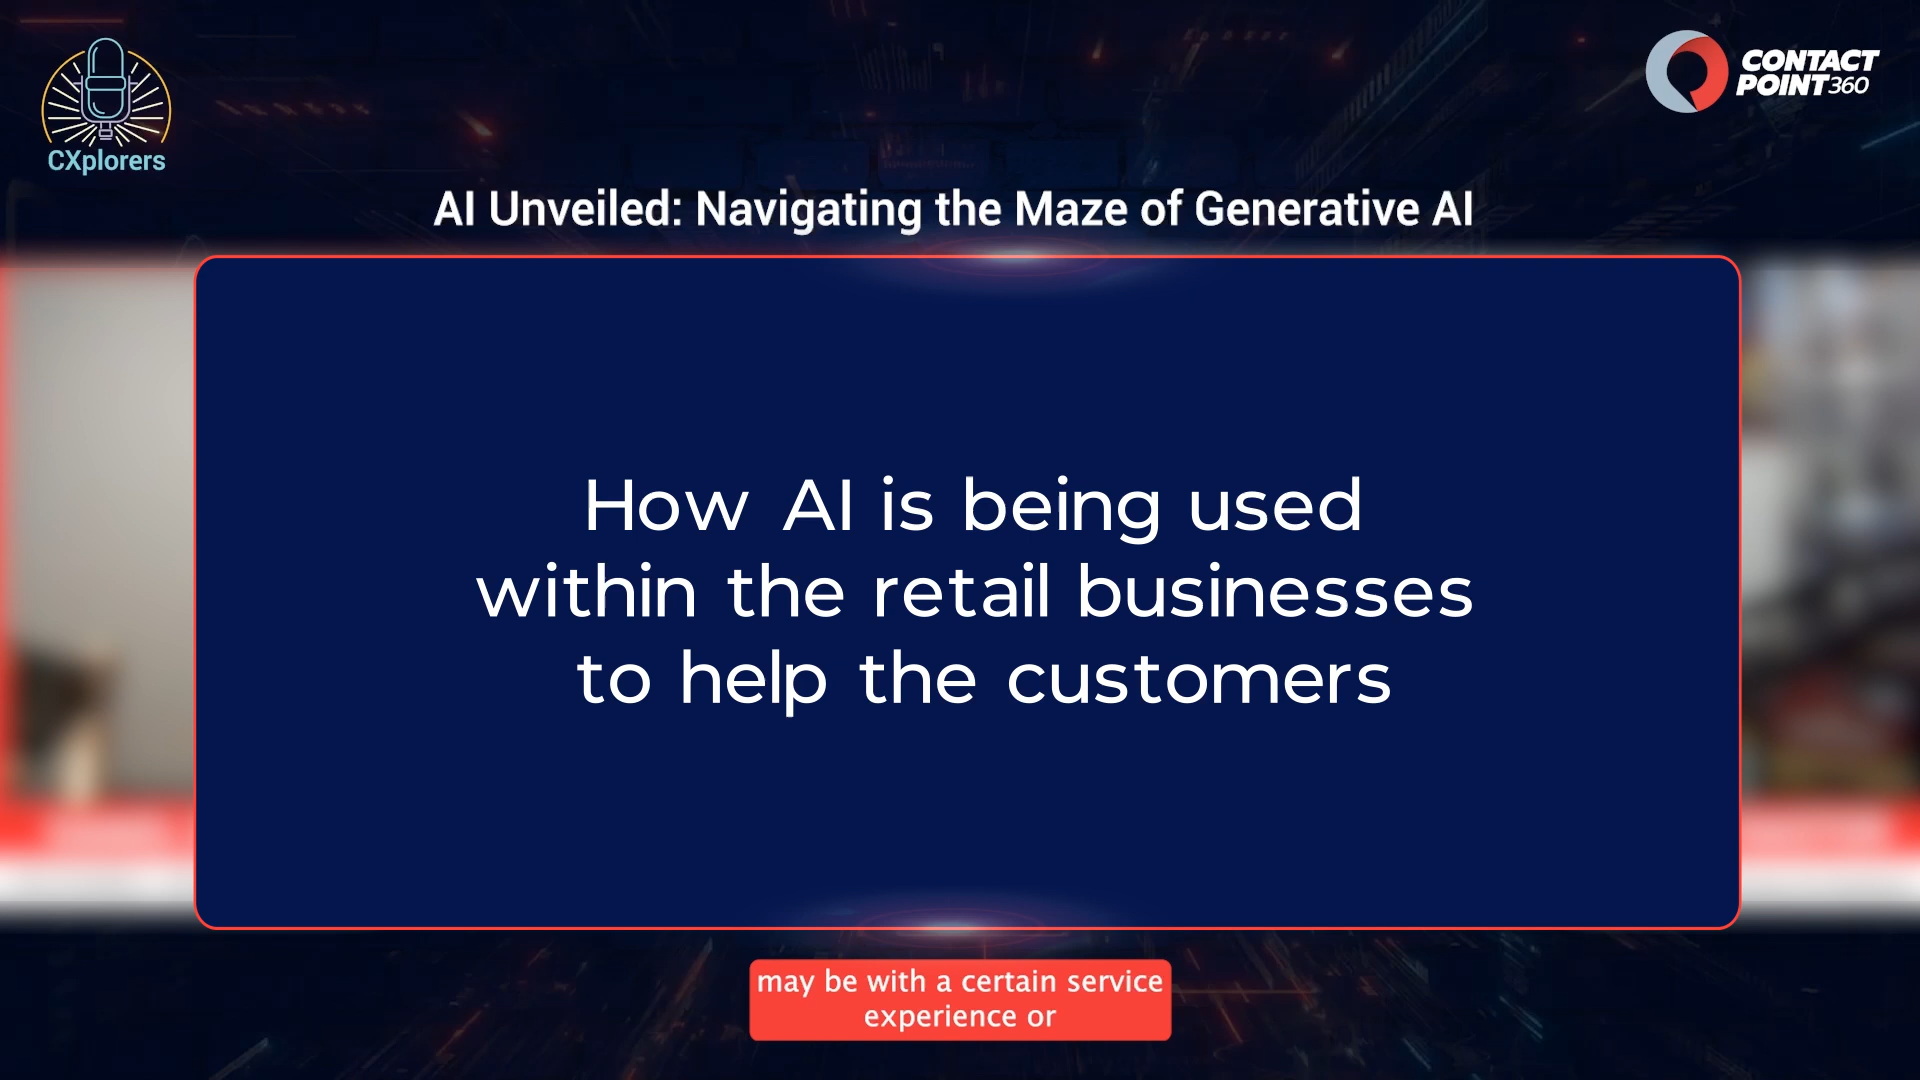 CXplorers
CONTACT
POINT360
AI Unveiled: Navigating the Maze of Generative AI
How AI is being used
within the retail businesses
to help the customers
may be with a certain service
experience or